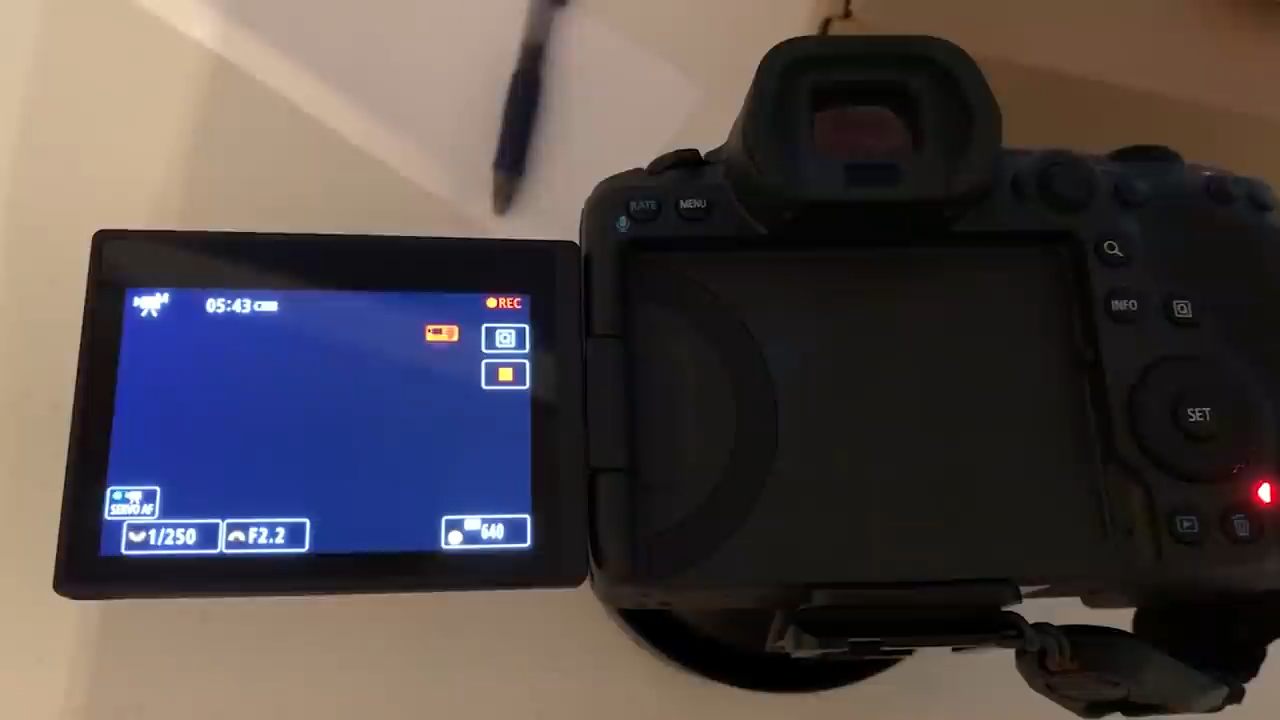 RATE MENU
05:43 REC
INFO
SET
SERVO AF
1/250 F2.2 640